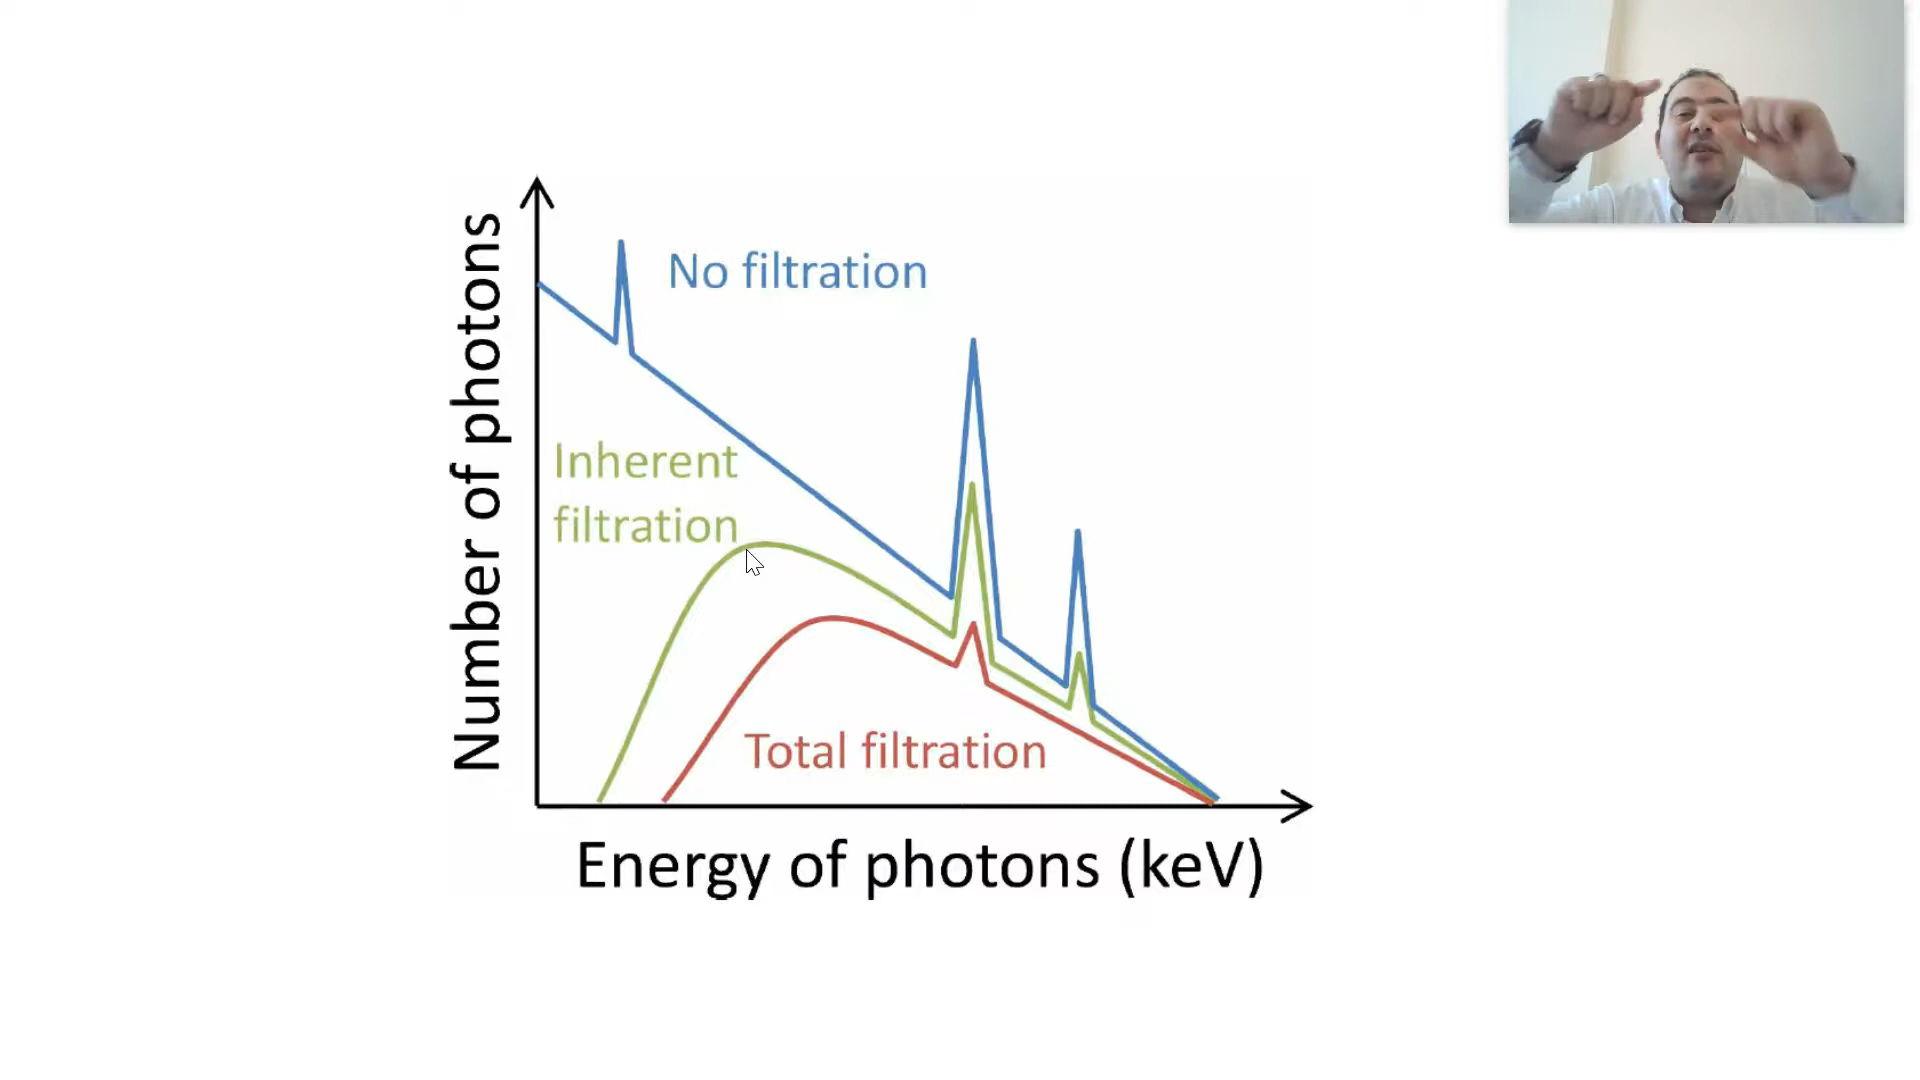 Number of photons
No filtration
Inherent
filtration
Total filtration
Energy of photons (keV)